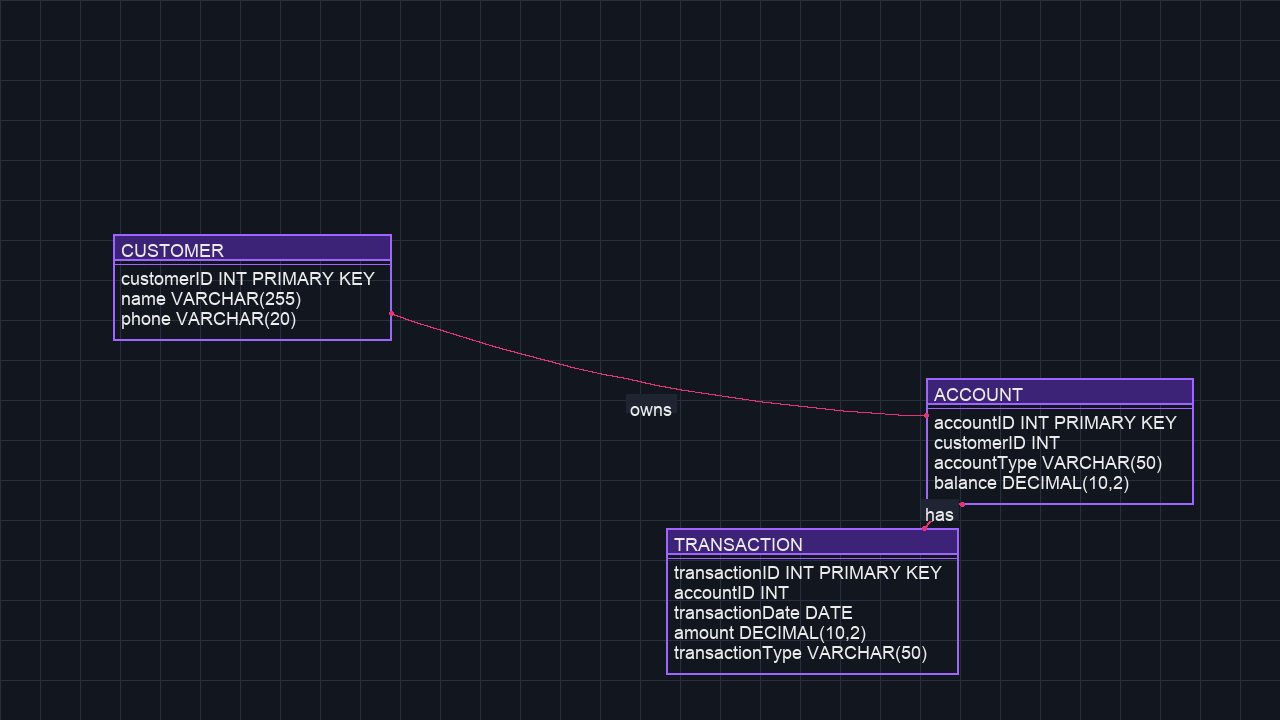 CUSTOMER
customerID INT PRIMARY KEY
name VARCHAR(255)
phone VARCHAR(20)
owns
ACCOUNT
accountID INT PRIMARY KEY
customerID INT
accountType VARCHAR(50)
balance DECIMAL(10,2)
has
TRANSACTION
transactionID INT PRIMARY KEY
accountID INT
transactionDate DATE
amount DECIMAL(10,2)
transactionType VARCHAR(50)